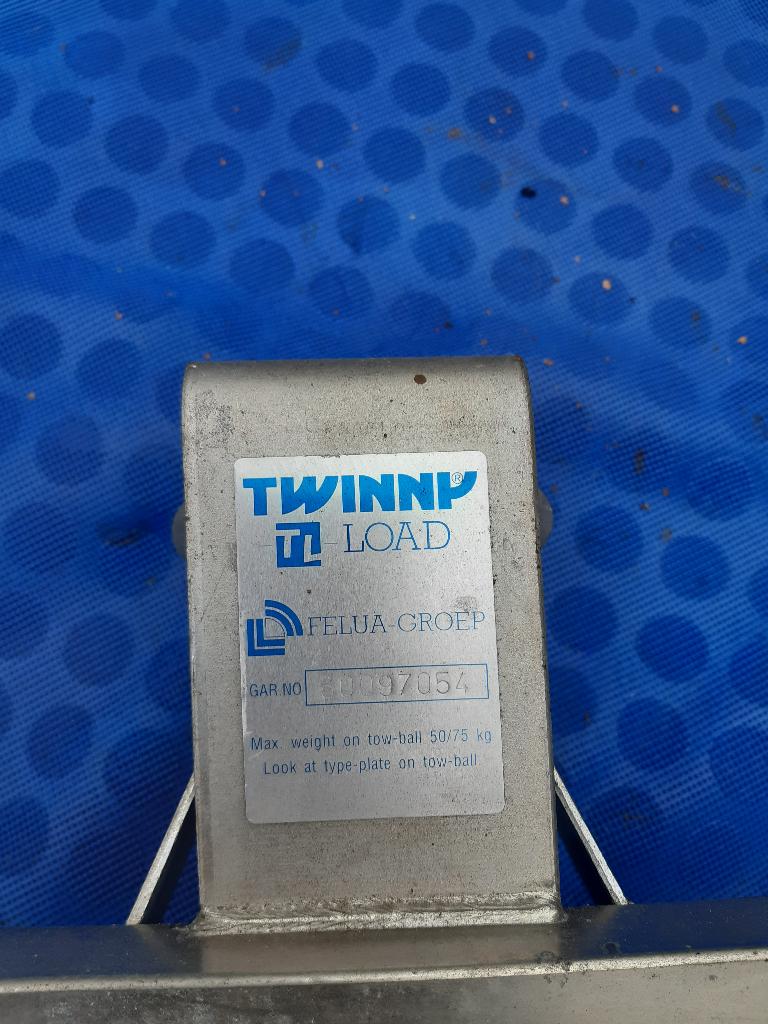 TWINNY®
TL LOAD
FELUA-GROEP
GAR.NO
Max. weight on tow-ball 50/75 kg
Look at type-plate on tow-ball